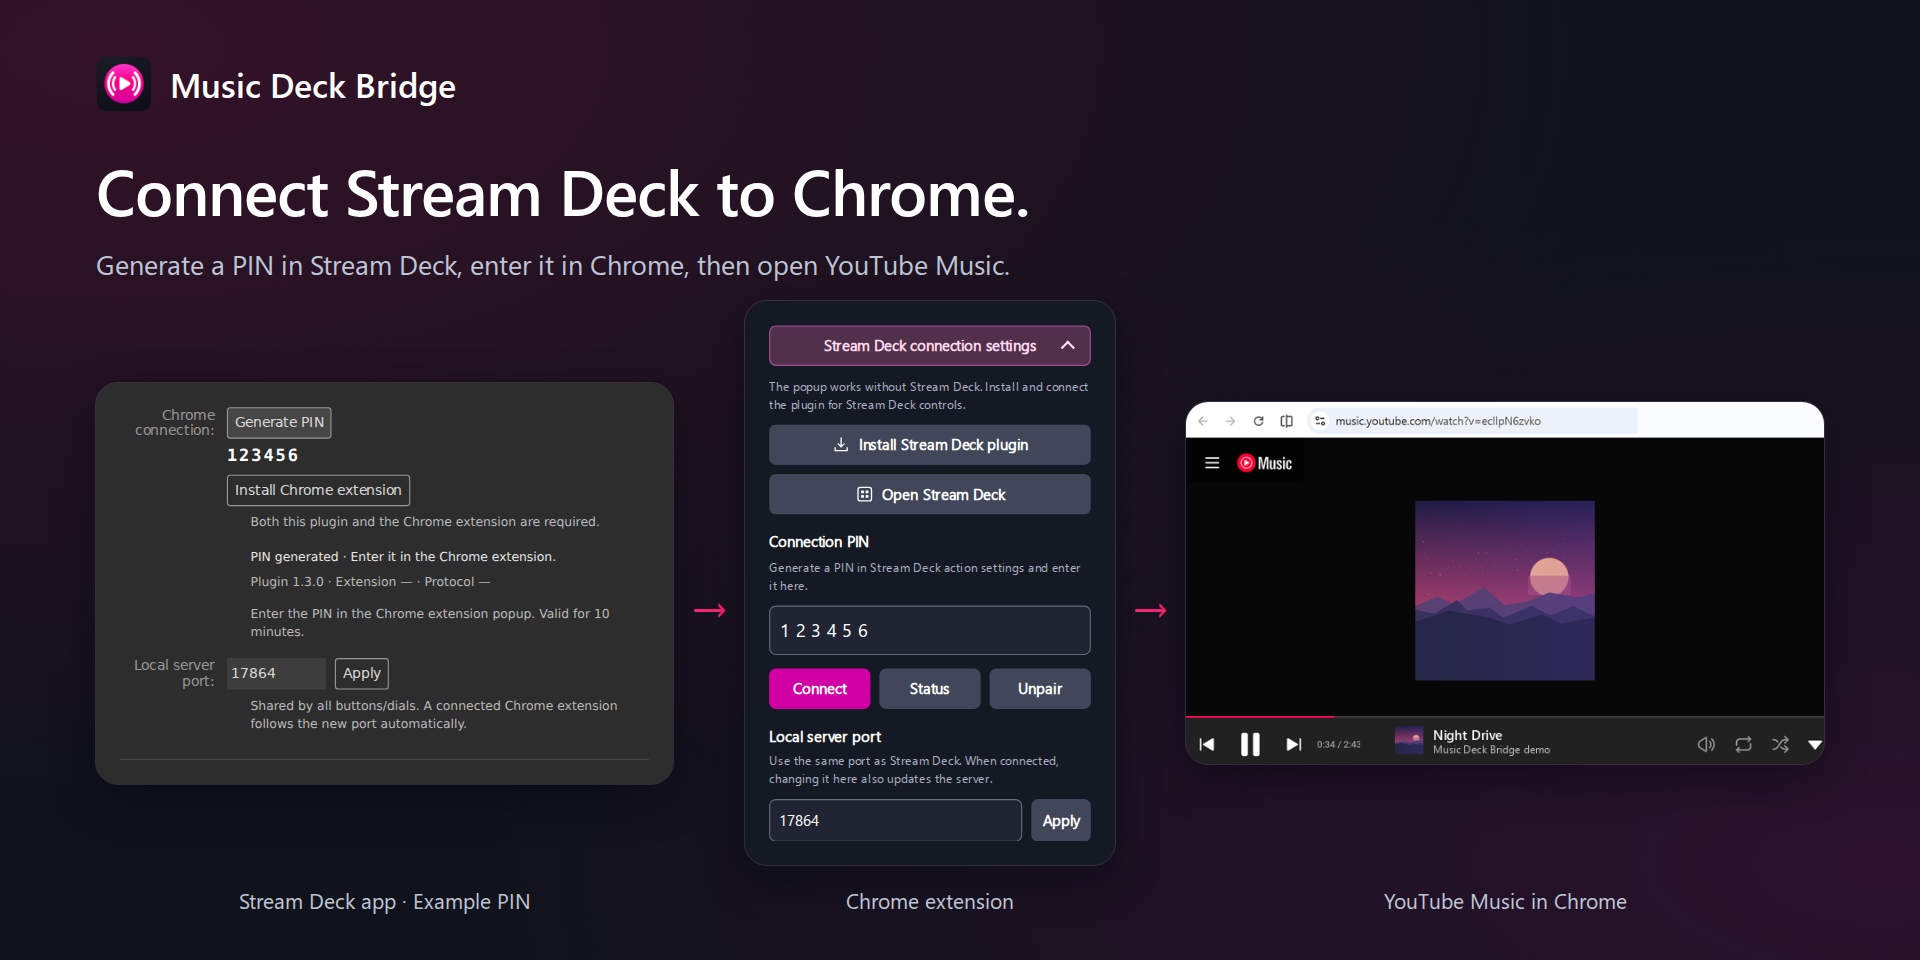 Music Deck Bridge
Connect Stream Deck to Chrome.
Generate a PIN in Stream Deck, enter it in Chrome, then open YouTube Music.
Chrome
connection:
Generate PIN
123456
Install Chrome extension
Both this plugin and the Chrome extension are required.
PIN generated · Enter it in the Chrome extension.
Plugin 1.3.0 · Extension — · Protocol —
Enter the PIN in the Chrome extension popup. Valid for 10
minutes.
Local server
port:
17864
Apply
Shared by all buttons/dials. A connected Chrome extension
follows the new port automatically.
Stream Deck app · Example PIN
Stream Deck connection settings
The popup works without Stream Deck. Install and connect
the plugin for Stream Deck controls.
Install Stream Deck plugin
Open Stream Deck
Connection PIN
Generate a PIN in Stream Deck action settings and enter
it here.
1 2 3 4 5 6
Connect
Status
Unpair
Local server port
Use the same port as Stream Deck. When connected,
changing it here also updates the server.
17864
Apply
Chrome extension
music.youtube.com/watch?v=ecllpN6zvko
Music
0:34 / 2:43
Night Drive
Music Deck Bridge demo
YouTube Music in Chrome